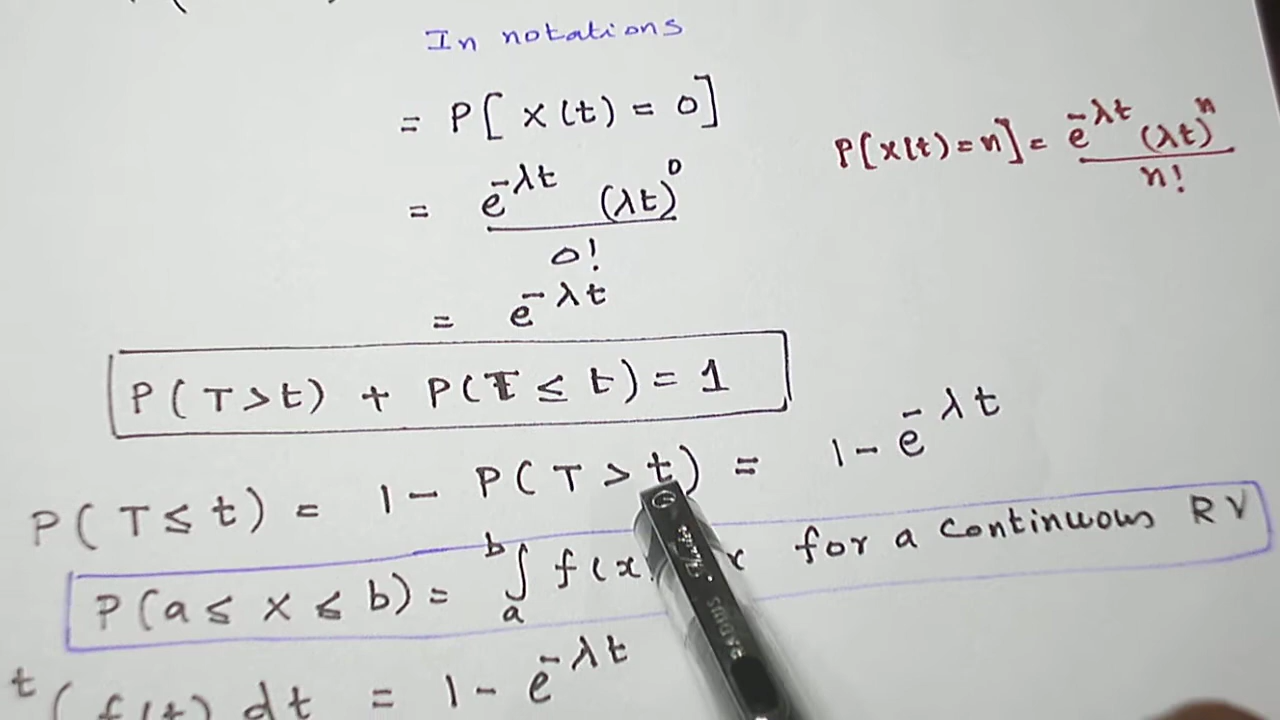 In notations
= P[ X(t) = 0]
P[X(t) = n] = e^{-λt} (λt)^n / n!
= e^{-λt} (λt)^0 / 0!
= e^{-λt}
P(T>t) + P(T ≤ t) = 1
P(T ≤ t) = 1 - P(T > t) = 1 - e^{-λt}
P(a ≤ X ≤ b) = ∫_a^b f(x for a continuous RV
t ∫ f(t) dt = 1 - e^{-λt}